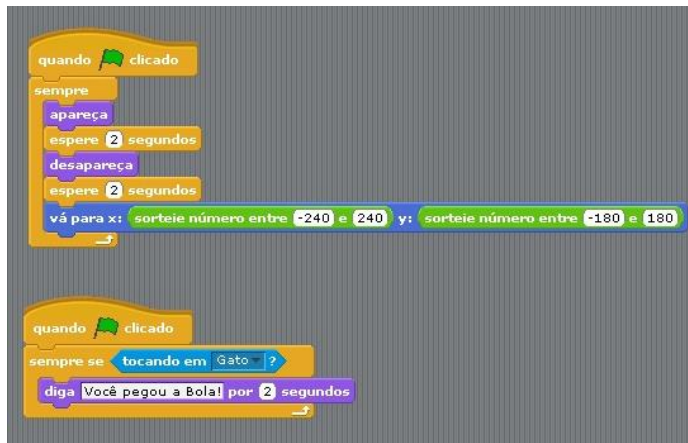 quando clicado
sempre
apareça
espere 2 segundos
desapareça
espere 2 segundos
vá para x: sorteie número entre -240 e 240 y: sorteie número entre -180 e 180
quando clicado
sempre se tocando em Gato ?
diga Você pegou a Bola! por 2 segundos